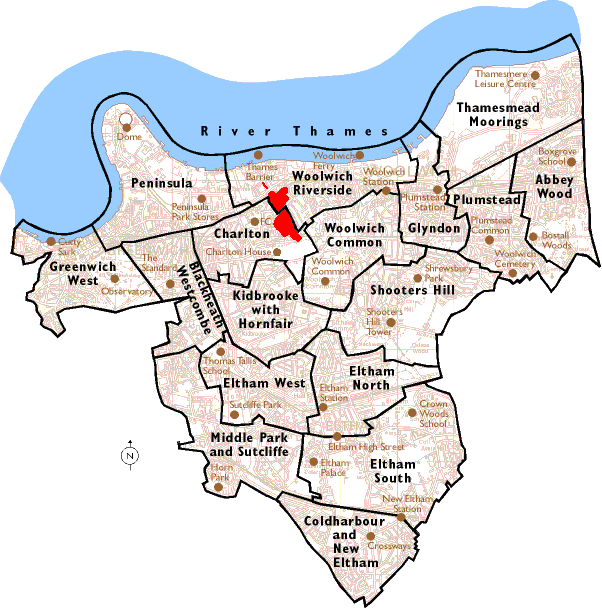 Thamesmere
Leisure Centre
Thamesmead
Moorings
Dome
River Thames
Thames
Barrier
Woolwich
Ferry
Woolwich
Station
Boxgrove
School
Peninsula
Woolwich
Riverside
Abbey
Wood
Peninsula
Park Stores
Plumstead
Station
Plumstead
FC
Charlton
Woolwich
Common
Glyndon
Plumstead
Common
Bostall
Woods
Cutty
Sark
Charlton House
Woolwich
Cemetery
Greenwich
West
The
Standard
Observatory
Blackheath
Westcombe
Woolwich
Common
Shrewsbury
Park
Shooters Hill
Kidbrooke
with
Hornfair
Shooters
Hill
Tower
Thomas Tallis
School
Eltham West
Eltham
North
Eltham
Station
Sutcliffe Park
Crown
Woods
School
Middle Park
and Sutcliffe
Eltham High Street
N
Horn
Park
Eltham
Palace
Eltham
South
New Eltham
Station
Coldharbour
and
New
Eltham
Crossways